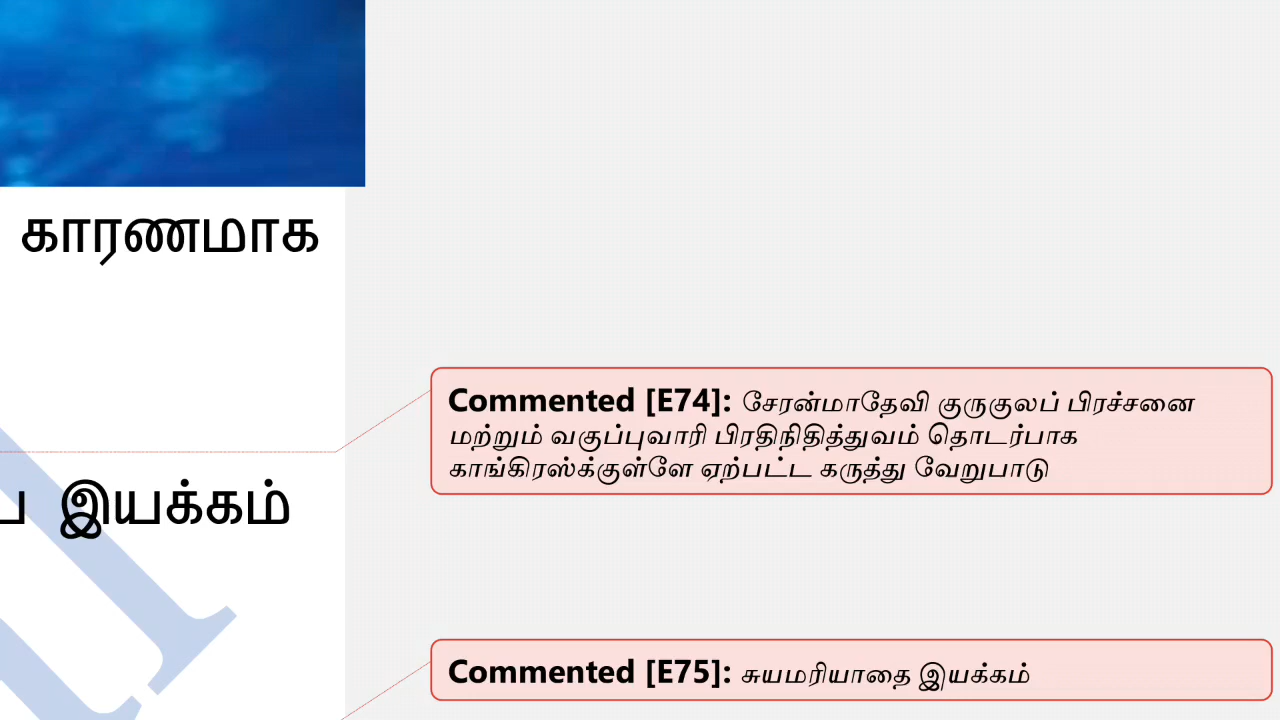 காரணமாக
Commented [E74]: சேரன்மாதேவி குருகுலப் பிரச்சனை
மற்றும் வகுப்புவாரி பிரதிநிதித்துவம் தொடர்பாக
காங்கிரஸ்க்குள்ளே ஏற்பட்ட கருத்து வேறுபாடு
ப இயக்கம்
Commented [E75]: சுயமரியாதை இயக்கம்